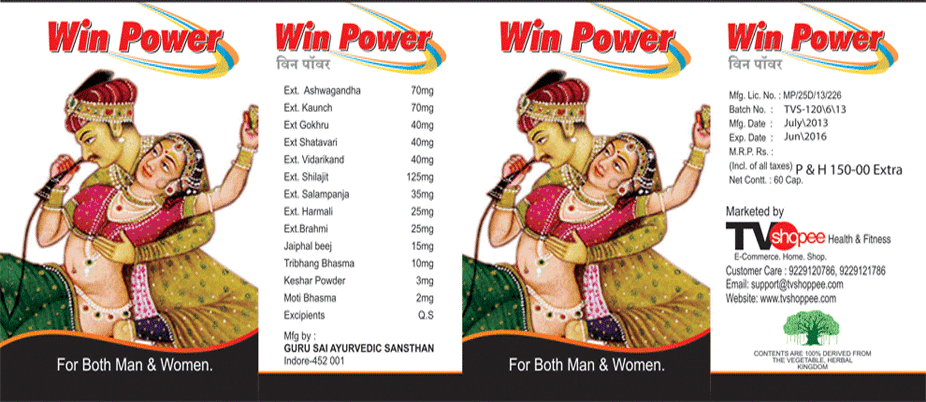 Win Power
For Both Man & Women.
Win Power
विन पॉवर
Ext. Ashwagandha 70mg
Ext. Kaunch 70mg
Ext Gokhru 40mg
Ext Shatavari 40mg
Ext. Vidarikand 40mg
Ext. Shilajit 125mg
Ext. Salampanja 35mg
Ext. Harmali 25mg
Ext.Brahmi 25mg
Jaiphal beej 15mg
Tribhang Bhasma 10mg
Keshar Powder 3mg
Moti Bhasma 2mg
Excipients Q.S
Mfg by :
GURU SAI AYURVEDIC SANSTHAN
Indore-452 001
Win Power
For Both Man & Women.
Win Power
विन पॉवर
Mfg. Lic. No. : MP/25D/13/226
Batch No. : TVS-120\6\13
Mfg. Date : July\2013
Exp. Date : Jun\2016
M.R.P. Rs. :
(Incl. of all taxes) P & H 150-00 Extra
Net Contt. : 60 Cap.
Marketed by
TVshopee Health & Fitness
E-Commerce. Home. Shop.
Customer Care : 9229120786, 9229121786
Email: support@tvshoppee.com
Website: www.tvshoppee.com
CONTENTS ARE 100% DERIVED FROM
THE VEGETABLE, HERBAL
KINGDOM